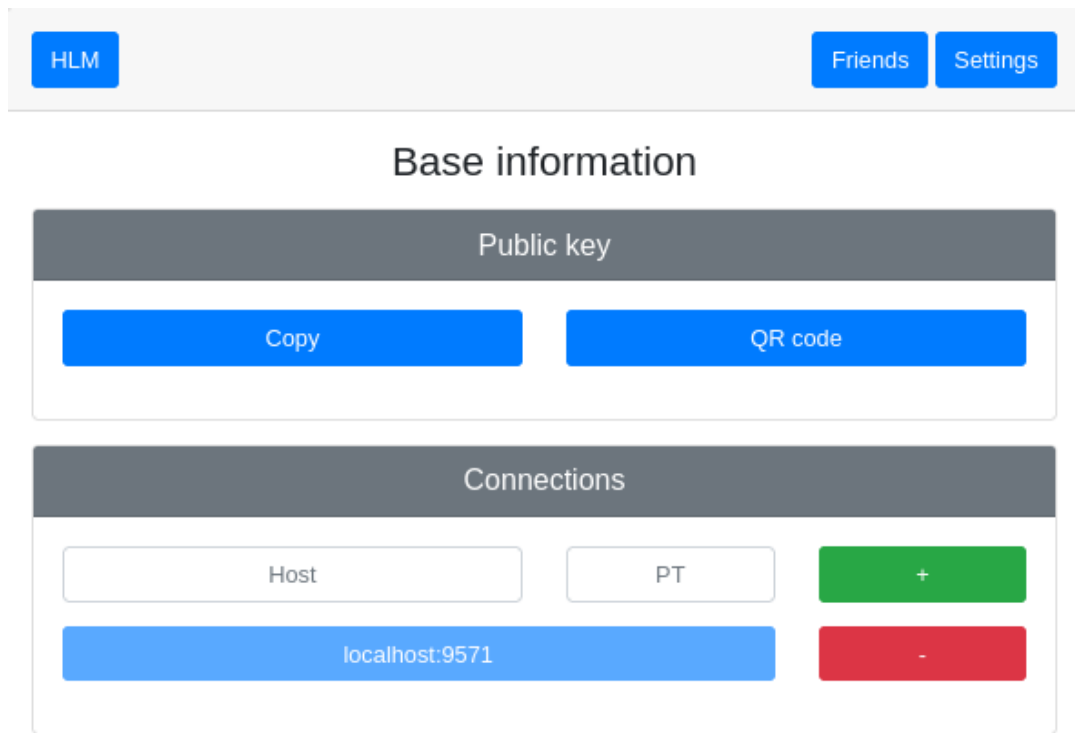 HLM
Friends Settings
Base information
Public key
Copy QR code
Connections
Host PT +
localhost:9571 -